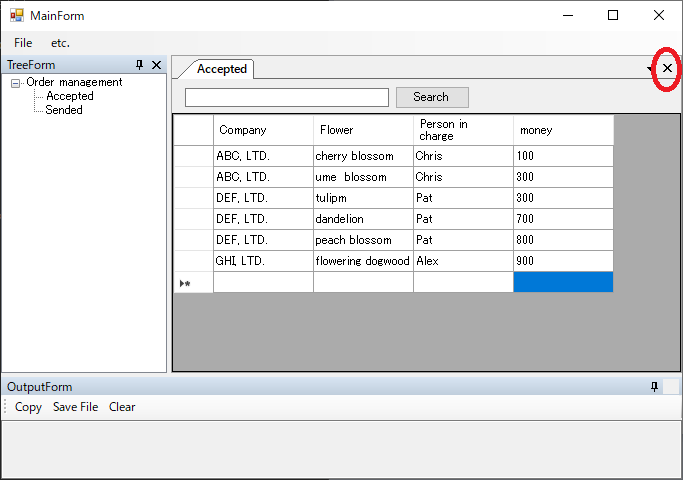 MainForm
File etc.
TreeForm
Order management
Accepted
Sended
Accepted
Search
Company Flower Person in charge money
ABC, LTD. cherry blossom Chris 100
ABC, LTD. ume blossom Chris 300
DEF, LTD. tulipm Pat 300
DEF, LTD. dandelion Pat 700
DEF, LTD. peach blossom Pat 800
GHI, LTD. flowering dogwood Alex 900
OutputForm
Copy Save File Clear